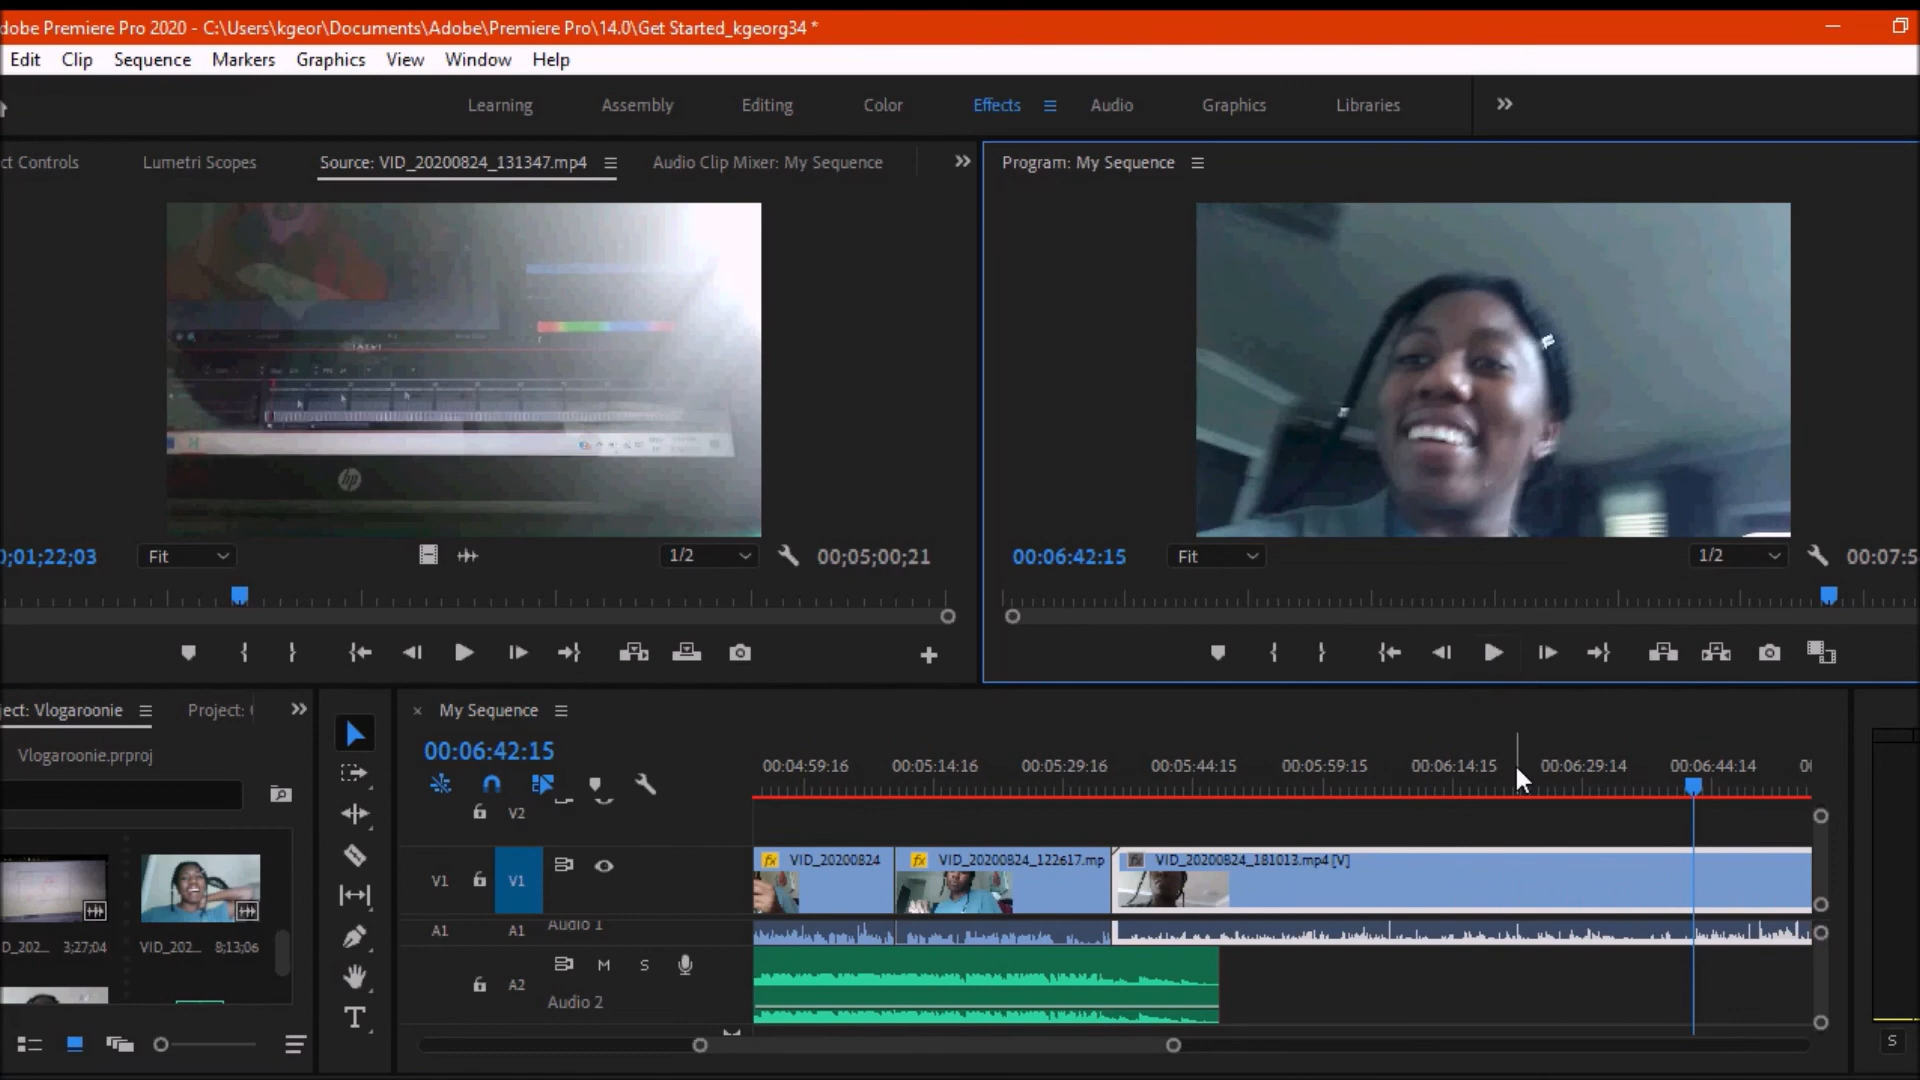 dobe Premiere Pro 2020 - C:\Users\kgeor\Documents\Adobe\Premiere Pro\14.0\Get Started_kgeorg34 *
Edit Clip Sequence Markers Graphics View Window Help
Learning Assembly Editing Color Effects Audio Graphics Libraries
ct Controls Lumetri Scopes Source: VID_20200824_131347.mp4 Audio Clip Mixer: My Sequence Program: My Sequence
hp
0;01;22;03 Fit 1/2 00;05;00;21 00:06:42:15 Fit 1/2 00:07:5
ject: Vlogaroonie Project: ( My Sequence
Vlogaroonie.prproj 00:06:42:15
00:04:59:16 00:05:14:16 00:05:29:16 00:05:44:15 00:05:59:15 00:06:14:15 00:06:29:14 00:06:44:14 00
V2
fx VID_20200824 fx VID_20200824_122617.mp fx VID_20200824_181013.mp4 [V]
V1 V1
A1 A1 Audio 1
D_202... 3;27;04 VID_202... 8;13;06
M S
A2
Audio 2
S